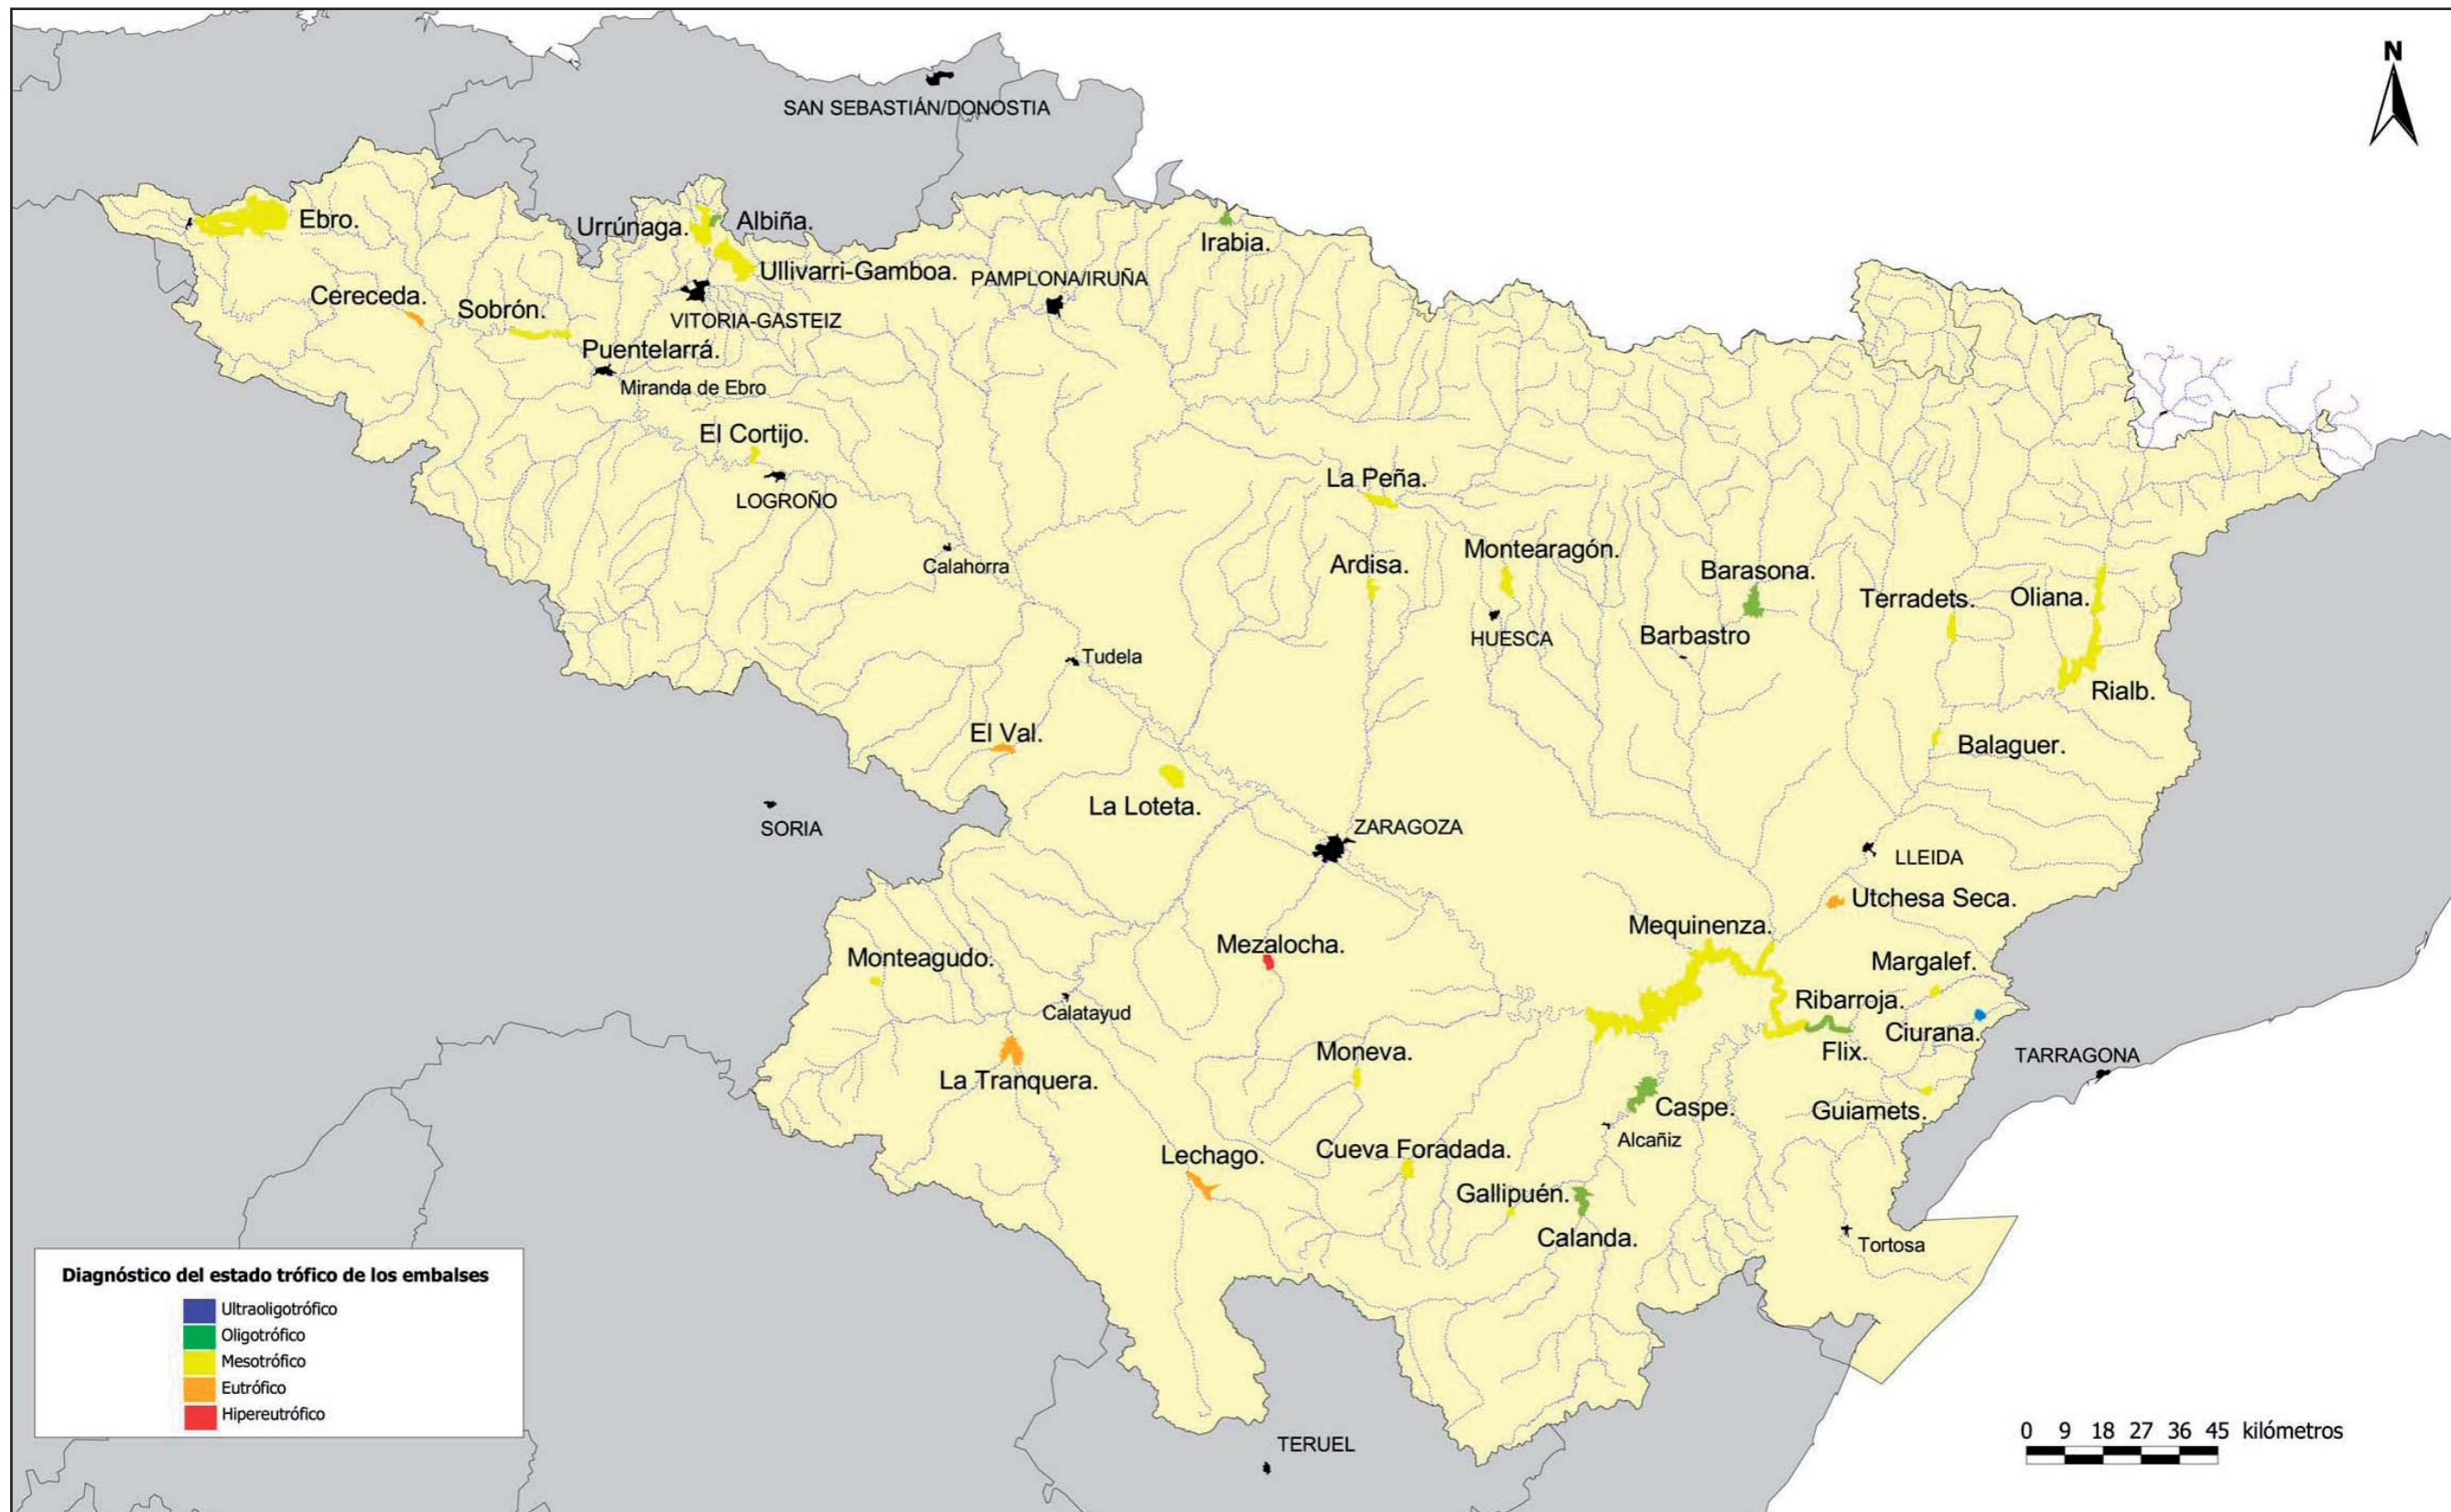 N
SAN SEBASTIÁN/DONOSTIA
Ebro.
Urrúnaga.
Albiña.
Irabia.
Ullivarri-Gamboa.
PAMPLONA/IRUÑA
Cereceda.
Sobrón.
VITORIA-GASTEIZ
Puentelarrá.
Miranda de Ebro
El Cortijo.
LOGROÑO
La Peña.
Calahorra
Ardisa.
Montearagón.
Barasona.
Terradets.
Oliana.
HUESCA
Barbastro
Tudela
Rialb.
El Val.
Balaguer.
La Loteta.
SORIA
ZARAGOZA
LLEIDA
Utchesa Seca.
Mequinenza.
Mezalocha.
Monteagudo.
Margalef.
Ribarroja.
Calatayud
Ciurana.
Moneva.
Flix.
TARRAGONA
La Tranquera.
Caspe.
Guiamets.
Alcañiz
Cueva Foradada.
Lechago.
Gallipuén.
Calanda.
Tortosa
Diagnóstico del estado trófico de los embalses
Ultraoligotrófico
Oligotrófico
Mesotrófico
Eutrófico
Hipereutrófico
0 9 18 27 36 45 kilómetros
TERUEL